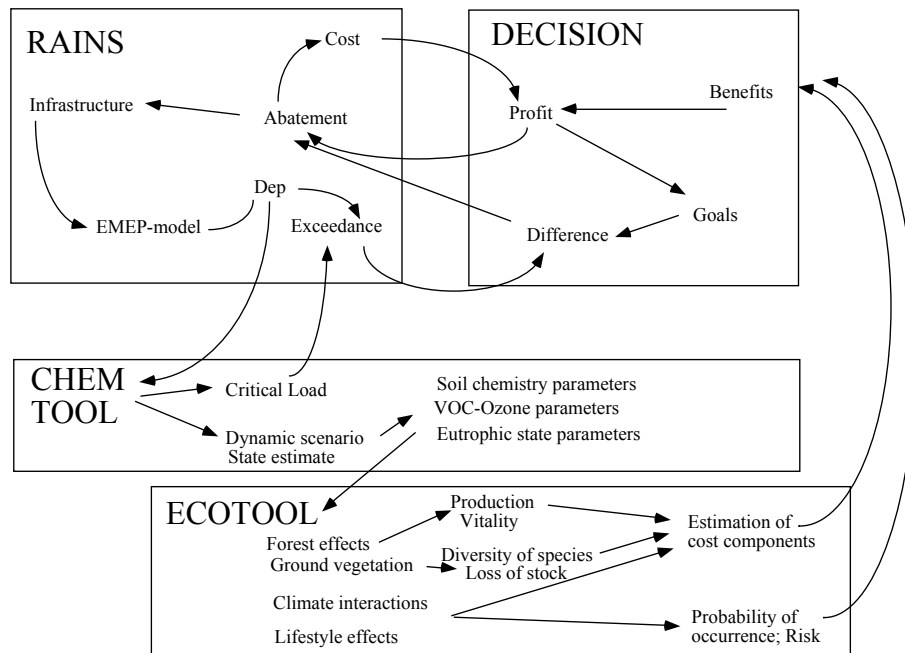 RAINS
Cost
Infrastructure
Abatement
Dep
EMEP-model
Exceedance
DECISION
Benefits
Profit
Goals
Difference
CHEM
TOOL
Critical Load
Dynamic scenario
State estimate
Soil chemistry parameters
VOC-Ozone parameters
Eutrophic state parameters
ECOTOOL
Production
Vitality
Forest effects
Ground vegetation
Diversity of species
Loss of stock
Estimation of
cost components
Climate interactions
Lifestyle effects
Probability of
occurrence; Risk